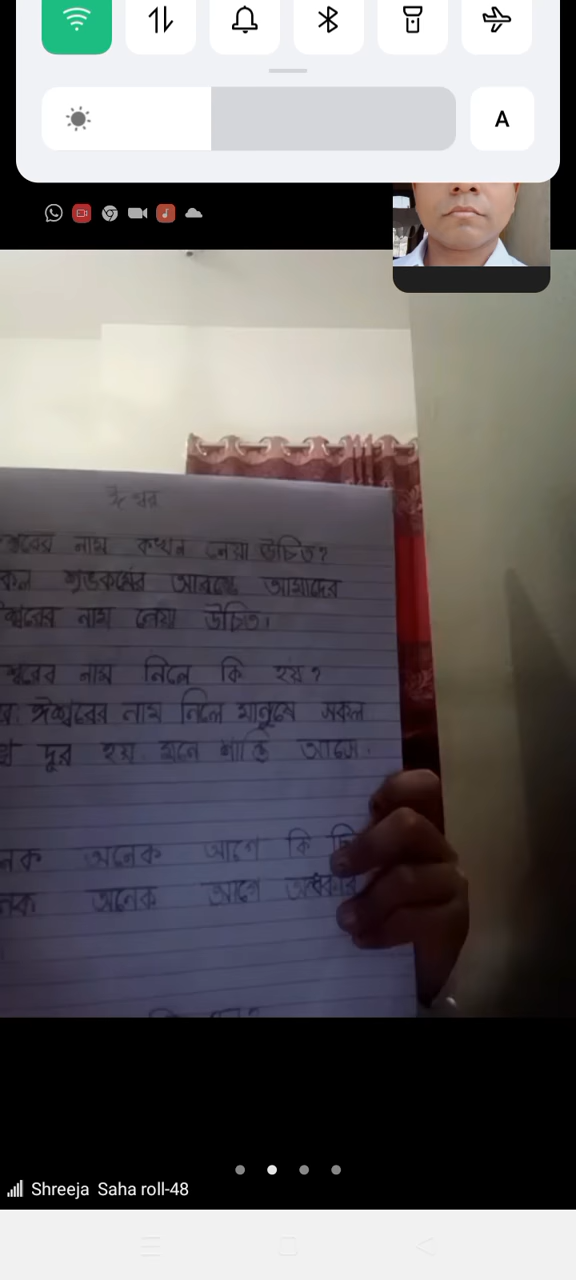 A
ঈশ্বর
শ্বরের নাম কখন নেয়া উচিত?
কল শুভকর্মের আরম্ভে আমাদের
ঈশ্বরের নাম নেয়া উচিত।
শ্বরের নাম নিলে কি হয়?
ঈশ্বরের নাম নিলে মানুষে সকল
দূর হয়. মনে শান্তি আসে.
নেক অনেক আগে কি
নেক অনেক আগে অন্ধকার
Shreeja Saha roll-48